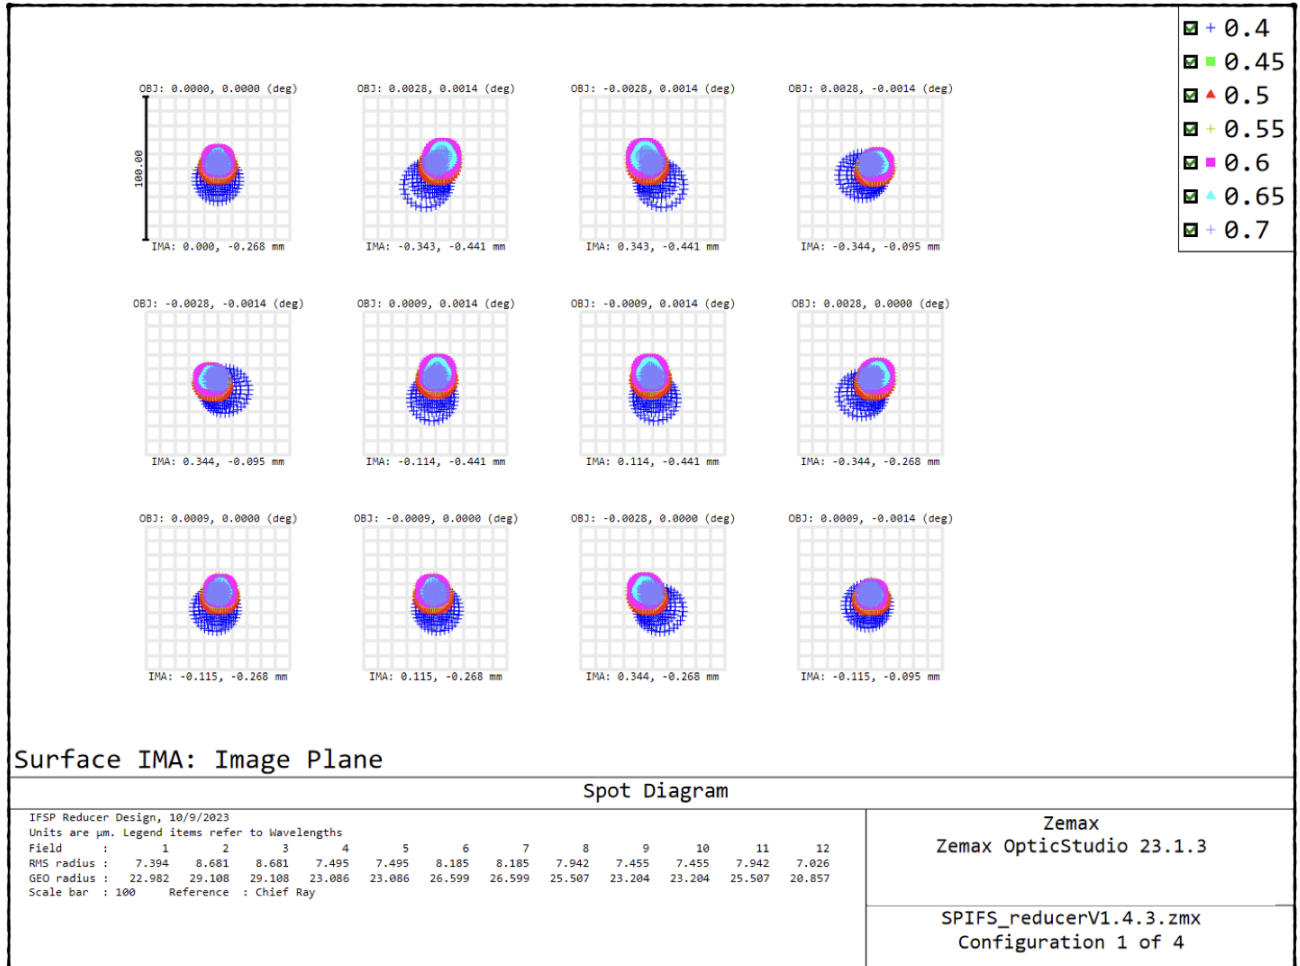 + 0.4
0.45
0.5
+ 0.55
0.6
0.65
+ 0.7
OBJ: 0.0000, 0.0000 (deg) OBJ: 0.0028, 0.0014 (deg) OBJ: -0.0028, 0.0014 (deg) OBJ: 0.0028, -0.0014 (deg)
100.00
IMA: 0.000, -0.268 mm IMA: -0.343, -0.441 mm IMA: 0.343, -0.441 mm IMA: -0.344, -0.095 mm
OBJ: -0.0028, -0.0014 (deg) OBJ: 0.0009, 0.0014 (deg) OBJ: -0.0009, 0.0014 (deg) OBJ: 0.0028, 0.0000 (deg)
IMA: 0.344, -0.095 mm IMA: -0.114, -0.441 mm IMA: 0.114, -0.441 mm IMA: -0.344, -0.268 mm
OBJ: 0.0009, 0.0000 (deg) OBJ: -0.0009, 0.0000 (deg) OBJ: -0.0028, 0.0000 (deg) OBJ: 0.0009, -0.0014 (deg)
IMA: -0.115, -0.268 mm IMA: 0.115, -0.268 mm IMA: 0.344, -0.268 mm IMA: -0.115, -0.095 mm
Surface IMA: Image Plane
Spot Diagram
IFSP Reducer Design, 10/9/2023
Units are µm. Legend items refer to Wavelengths
Field : 1 2 3 4 5 6 7 8 9 10 11 12
RMS radius : 7.394 8.681 8.681 7.495 7.495 8.185 8.185 7.942 7.455 7.455 7.942 7.026
GEO radius : 22.982 29.108 29.108 23.086 23.086 26.599 26.599 25.507 23.204 23.204 25.507 20.857
Scale bar : 100 Reference : Chief Ray
Zemax
Zemax OpticStudio 23.1.3
SPIFS_reducerV1.4.3.zmx
Configuration 1 of 4